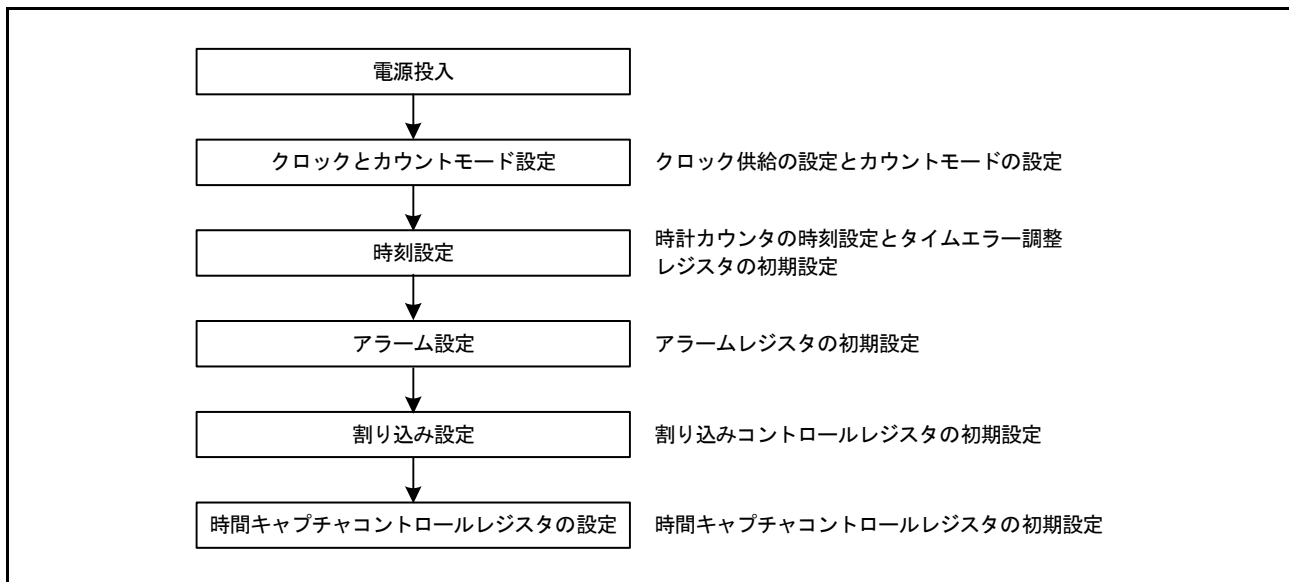 電源投入
クロックとカウントモード設定
クロック供給の設定とカウントモードの設定
時刻設定
時計カウンタの時刻設定とタイムエラー調整
レジスタの初期設定
アラーム設定
アラームレジスタの初期設定
割り込み設定
割り込みコントロールレジスタの初期設定
時間キャプチャコントロールレジスタの設定
時間キャプチャコントロールレジスタの初期設定